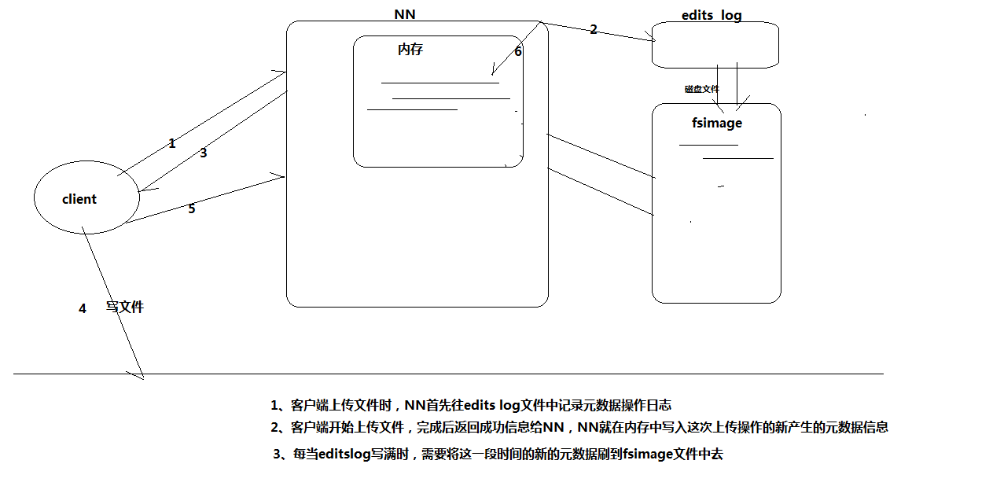 NN
edits log
内存
6
2
磁盘文件
fsimage
1
3
client
5
4 写文件
1、客户端上传文件时，NN首先往edits log文件中记录元数据操作日志
2、客户端开始上传文件，完成后返回成功信息给NN，NN就在内存中写入这次上传操作的新产生的元数据信息
3、每当editslog写满时，需要将这一段时间的新的元数据刷到fsimage文件中去